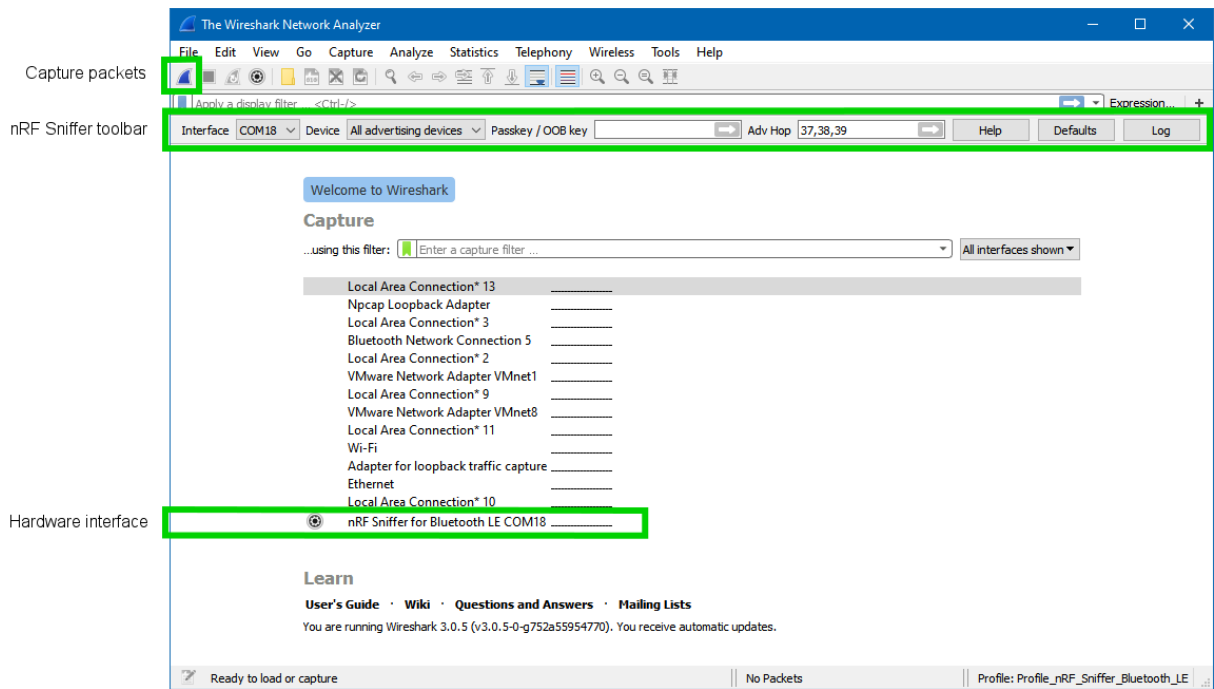 The Wireshark Network Analyzer
File Edit View Go Capture Analyze Statistics Telephony Wireless Tools Help
Capture packets
Apply a display filter ... <Ctrl-/> Expression... +
nRF Sniffer toolbar
Interface COM18 Device All advertising devices Passkey / OOB key Adv Hop 37,38,39 Help Defaults Log
Welcome to Wireshark
Capture
...using this filter: Enter a capture filter ... All interfaces shown
Local Area Connection* 13
Npcap Loopback Adapter
Local Area Connection* 3
Bluetooth Network Connection 5
Local Area Connection* 2
VMware Network Adapter VMnet1
Local Area Connection* 9
VMware Network Adapter VMnet8
Local Area Connection* 11
Wi-Fi
Adapter for loopback traffic capture
Ethernet
Local Area Connection* 10
Hardware interface
nRF Sniffer for Bluetooth LE COM18
Learn
User's Guide · Wiki · Questions and Answers · Mailing Lists
You are running Wireshark 3.0.5 (v3.0.5-0-g752a55954770). You receive automatic updates.
Ready to load or capture No Packets Profile: Profile_nRF_Sniffer_Bluetooth_LE